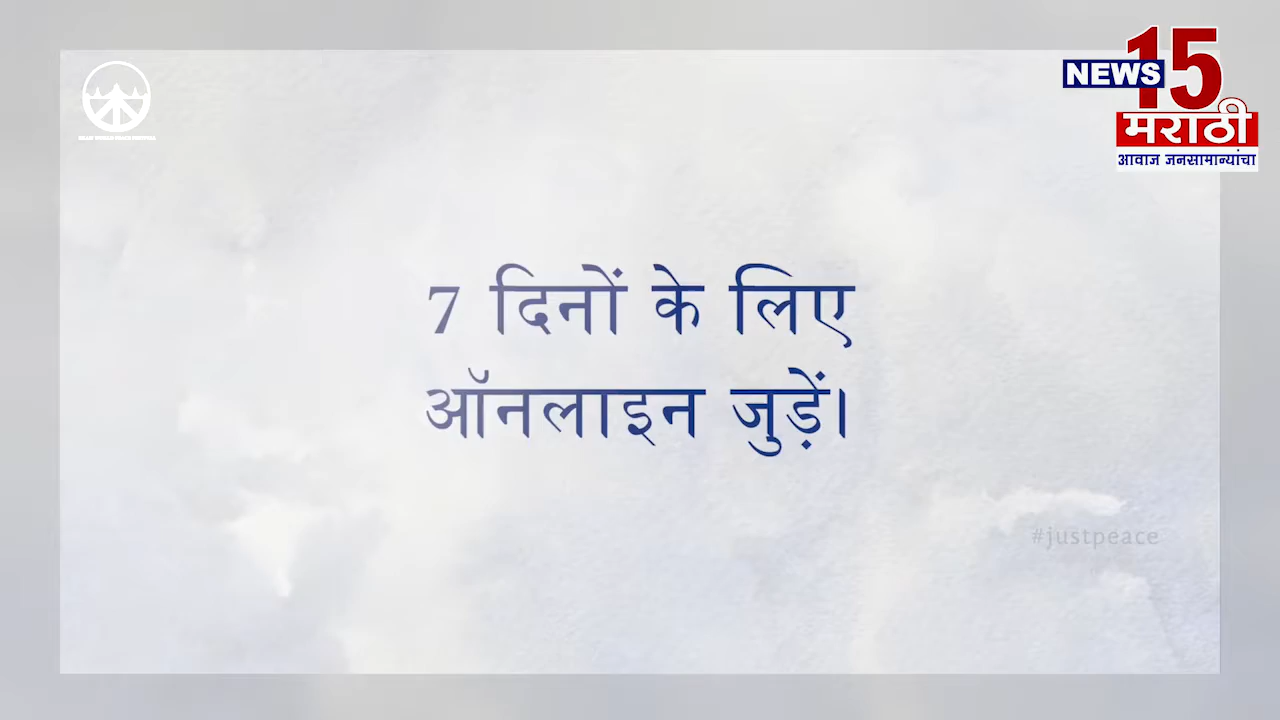 NEWS 15
मराठी
आवाज जनसामान्यांचा
7 दिनों के लिए
ऑनलाइन जुड़ें।
#justpeace